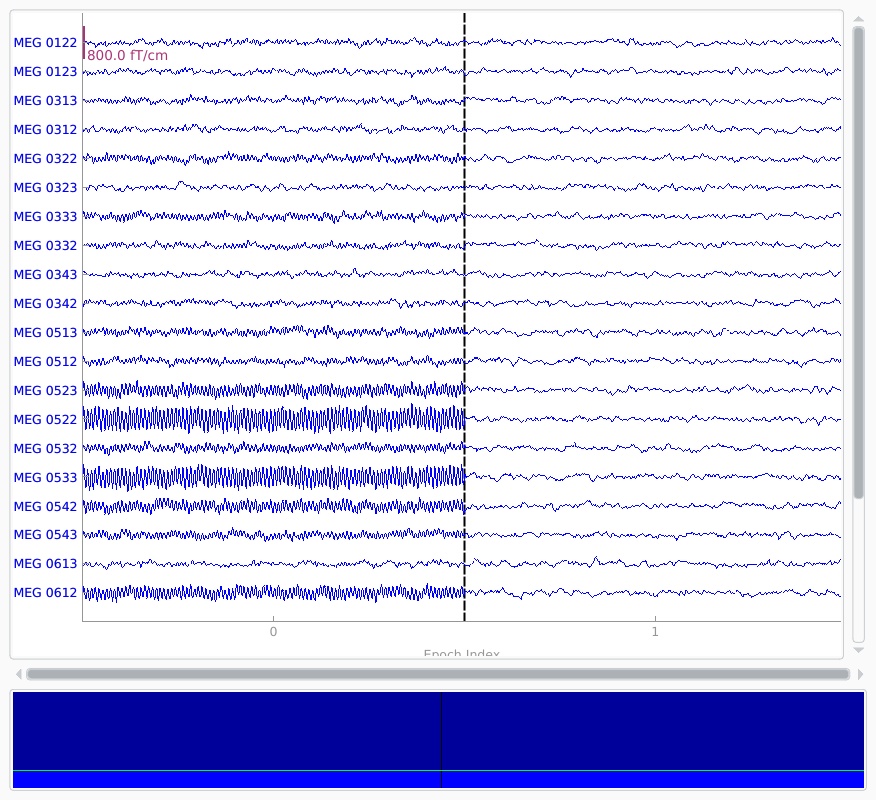 MEG 0122
800.0 fT/cm
MEG 0123
MEG 0313
MEG 0312
MEG 0322
MEG 0323
MEG 0333
MEG 0332
MEG 0343
MEG 0342
MEG 0513
MEG 0512
MEG 0523
MEG 0522
MEG 0532
MEG 0533
MEG 0542
MEG 0543
MEG 0613
MEG 0612
0 1
Epoch Index